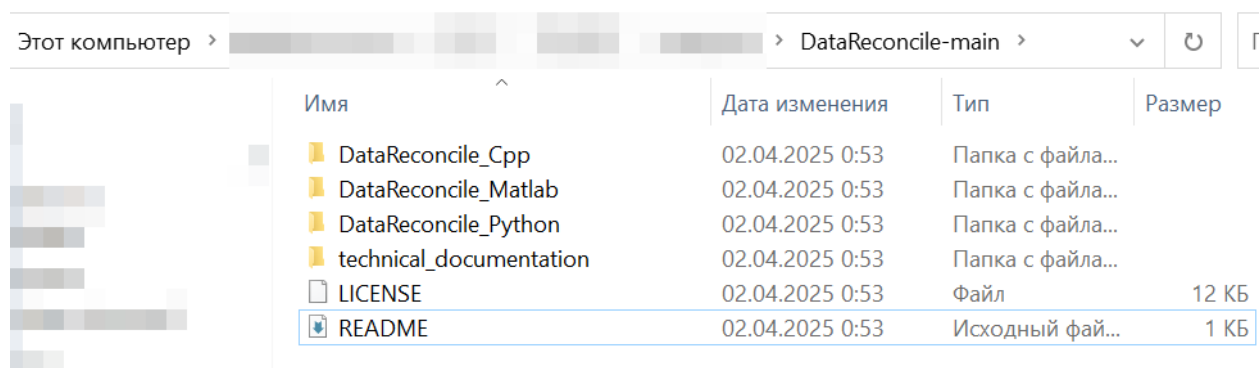 Этот компьютер > > DataReconcile-main >
Имя Дата изменения Тип Размер
DataReconcile_Cpp 02.04.2025 0:53 Папка с файла...
DataReconcile_Matlab 02.04.2025 0:53 Папка с файла...
DataReconcile_Python 02.04.2025 0:53 Папка с файла...
technical_documentation 02.04.2025 0:53 Папка с файла...
LICENSE 02.04.2025 0:53 Файл 12 КБ
README 02.04.2025 0:53 Исходный фай... 1 КБ